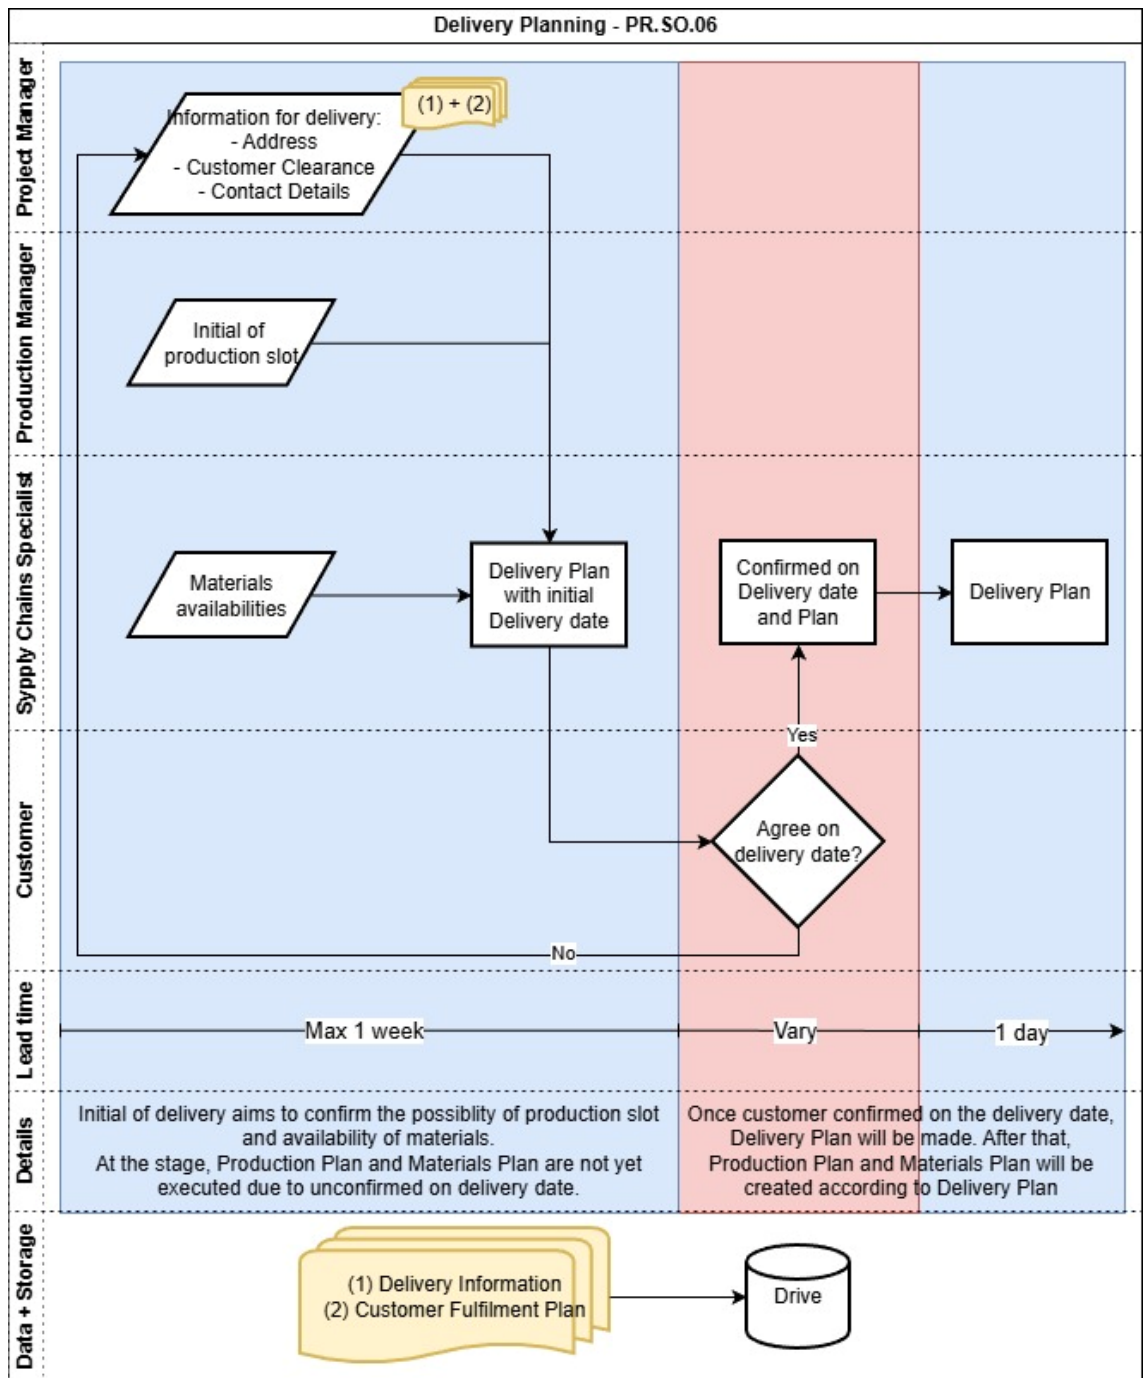 Delivery Planning - PR.SO.06
Project Manager
Information for delivery:
- Address
- Customer Clearance
- Contact Details
(1) + (2)
Production Manager
Initial of
production slot
Sypply Chains Specialist
Materials
availabilities
Delivery Plan
with initial
Delivery date
Confirmed on
Delivery date
and Plan
Delivery Plan
Yes
Customer
Agree on
delivery date?
No
Lead time
Max 1 week
Vary
1 day
Details
Initial of delivery aims to confirm the possiblity of production slot
and availability of materials.
At the stage, Production Plan and Materials Plan are not yet
executed due to unconfirmed on delivery date.
Once customer confirmed on the delivery date,
Delivery Plan will be made. After that,
Production Plan and Materials Plan will be
created according to Delivery Plan
Data + Storage
(1) Delivery Information
(2) Customer Fulfilment Plan
Drive